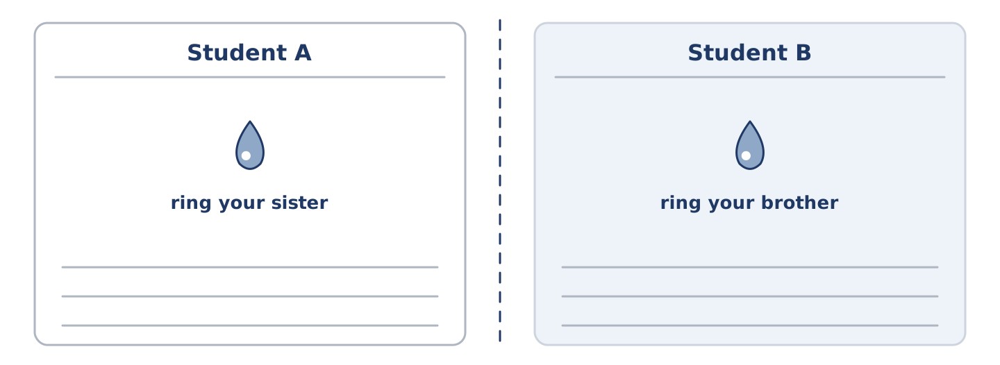 Student A
ring your sister
Student B
ring your brother